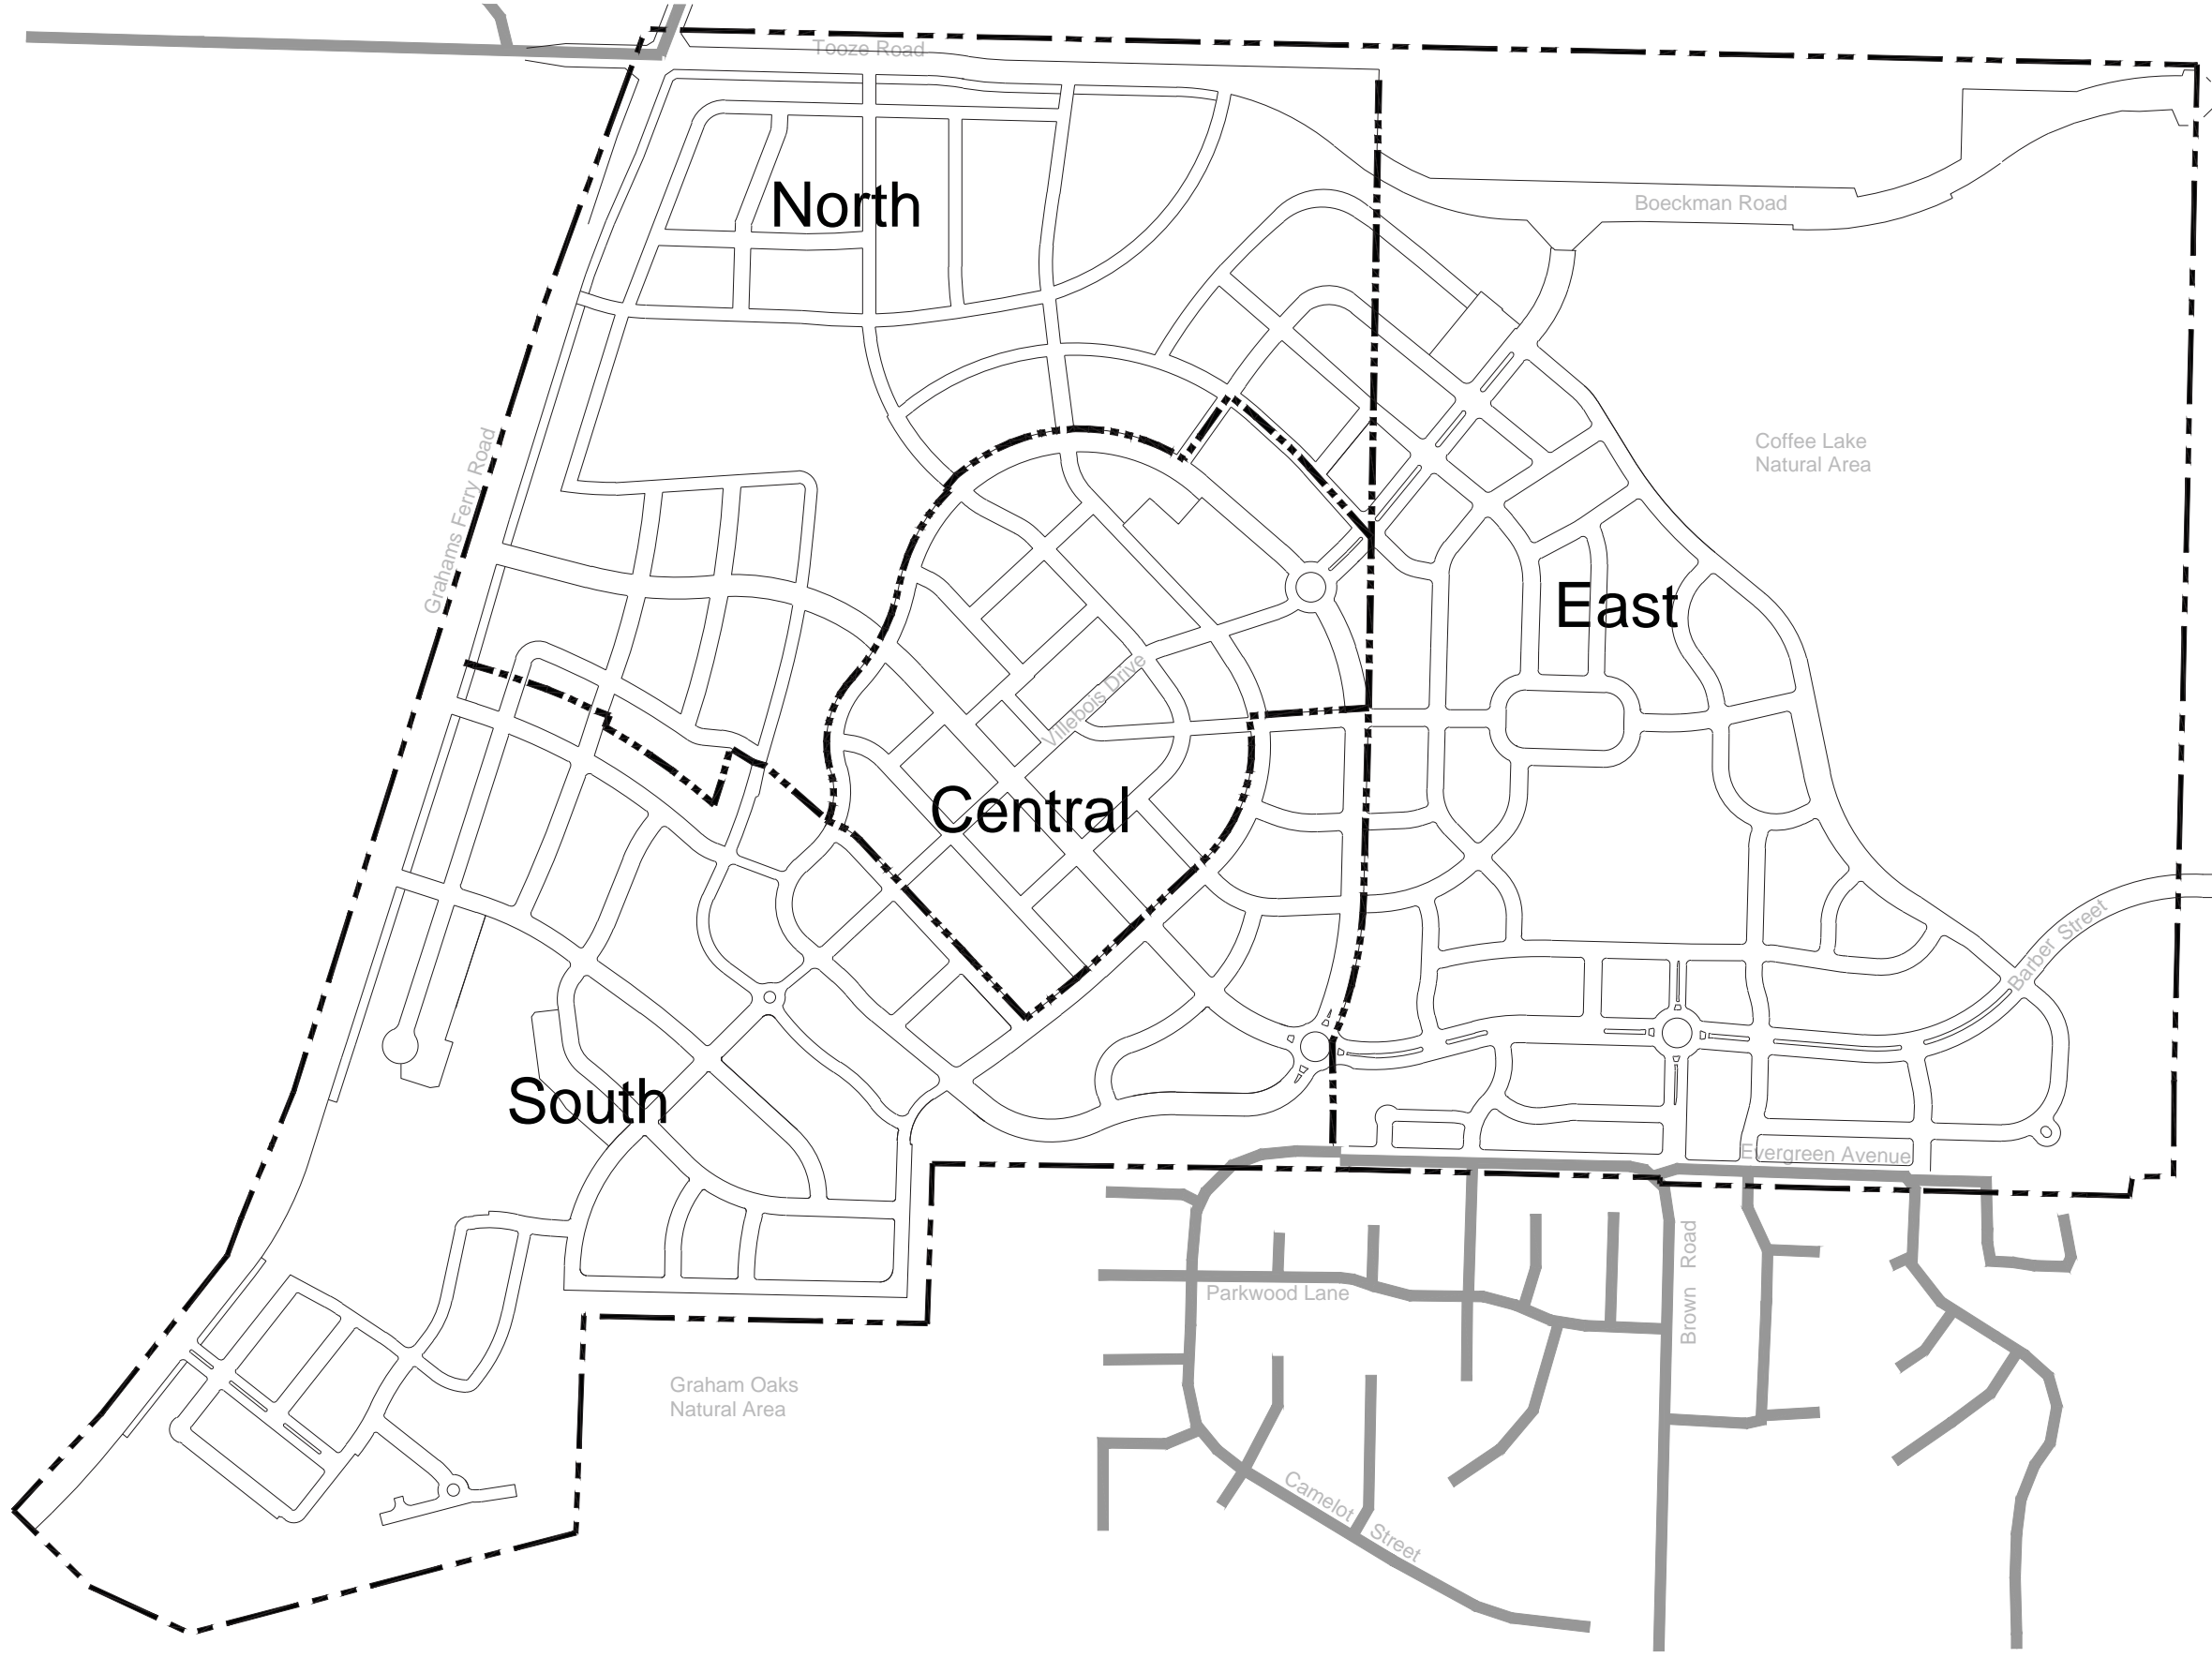 Tooze Road
North
Boeckman Road
Coffee Lake
Natural Area
Grahams Ferry Road
East
Villebois Drive
Central
Barber Street
South
Evergreen Avenue
Brown Road
Parkwood Lane
Graham Oaks
Natural Area
Camelot Street